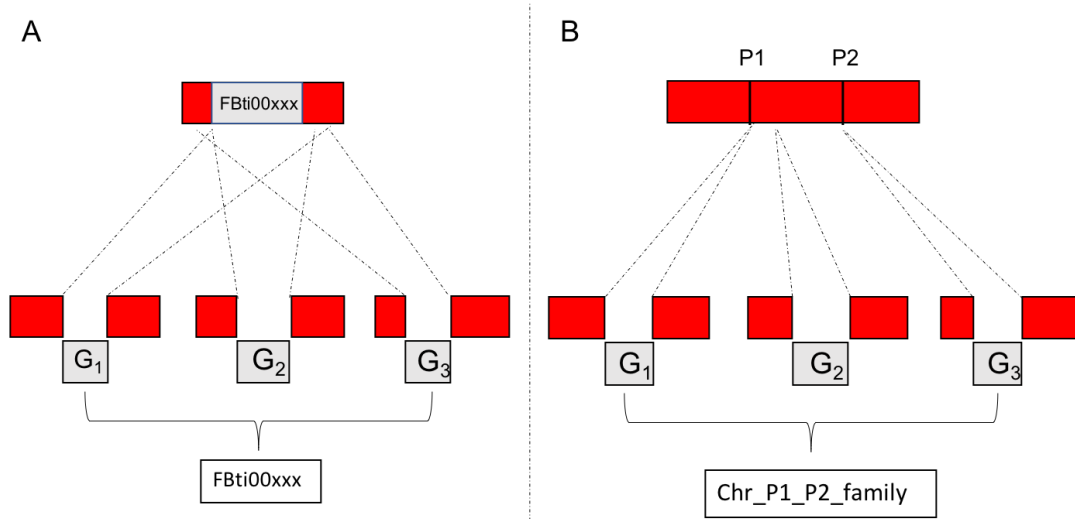 A
FBti00xxx
G₁ G₂ G₃
FBti00xxx
B
P1 P2
G₁ G₂ G₃
Chr_P1_P2_family